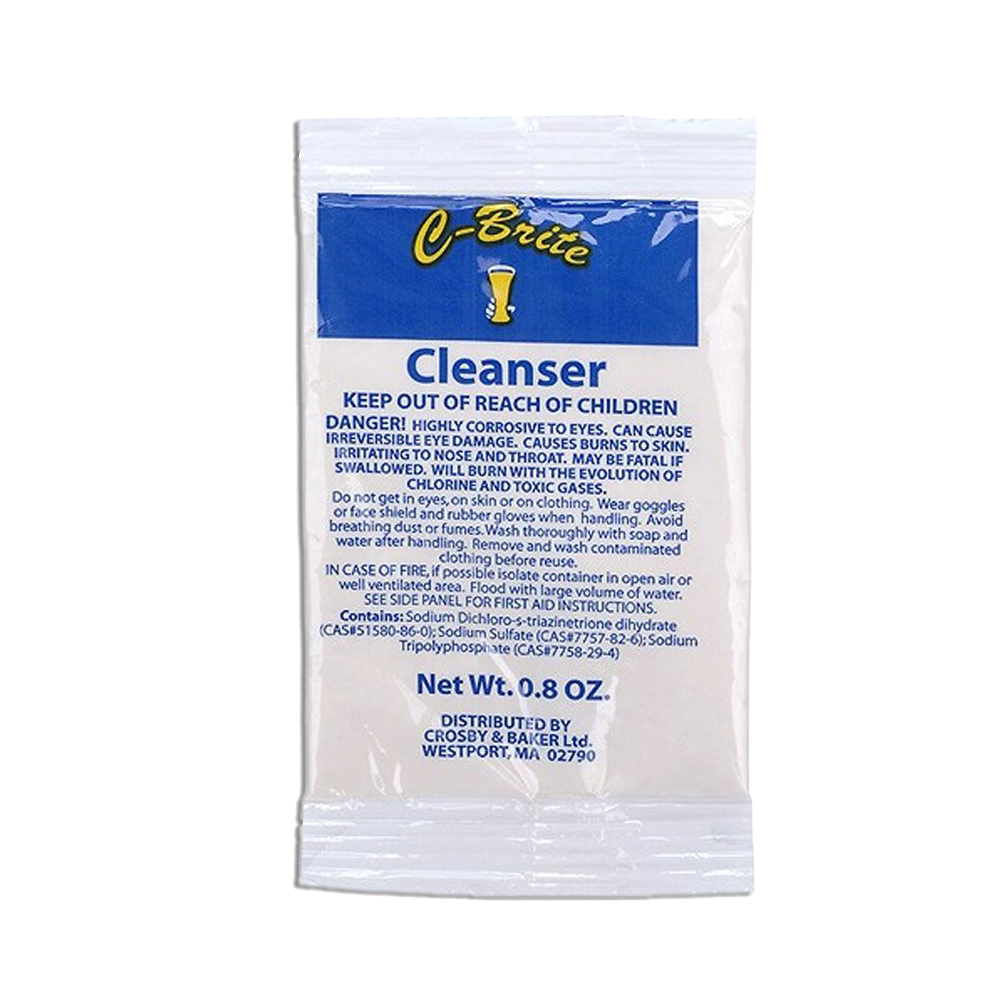 C-Brite
Cleanser
KEEP OUT OF REACH OF CHILDREN
DANGER! HIGHLY CORROSIVE TO EYES. CAN CAUSE
IRREVERSIBLE EYE DAMAGE. CAUSES BURNS TO SKIN.
IRRITATING TO NOSE AND THROAT. MAY BE FATAL IF
SWALLOWED. WILL BURN WITH THE EVOLUTION OF
CHLORINE AND TOXIC GASES.
Do not get in eyes, on skin or on clothing. Wear goggles
or face shield and rubber gloves when handling. Avoid
breathing dust or fumes. Wash thoroughly with soap and
water after handling. Remove and wash contaminated
clothing before reuse.
IN CASE OF FIRE, if possible isolate container in open air or
well ventilated area. Flood with large volume of water.
SEE SIDE PANEL FOR FIRST AID INSTRUCTIONS.
Contains: Sodium Dichloro-s-triazinetrione dihydrate
(CAS#51580-86-0); Sodium Sulfate (CAS#7757-82-6); Sodium
Tripolyphosphate (CAS#7758-29-4)
Net Wt. 0.8 OZ.
DISTRIBUTED BY
CROSBY & BAKER Ltd.
WESTPORT, MA 02790